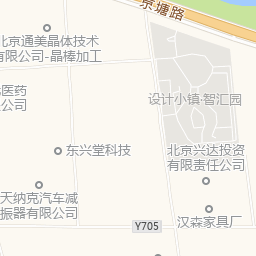 京塘路
北京通美晶体技术
有限公司-晶棒加工
医药
公司
设计小镇·智汇园
东兴堂科技
北京兴达投资
有限责任公司
天纳克汽车减
振器有限公司
汉森家具厂
Y705